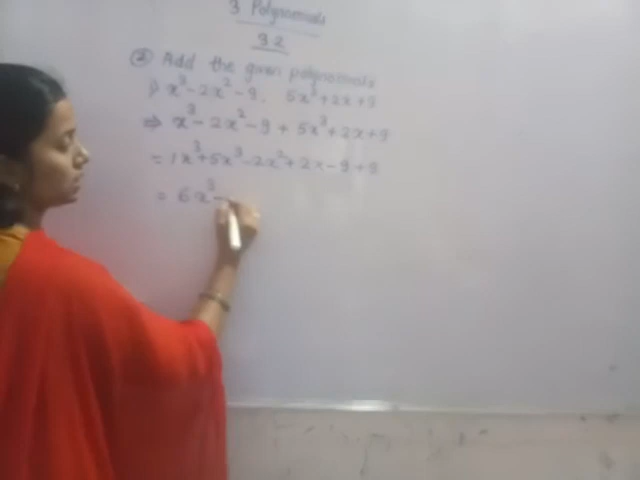 3 Polynomials
3 2
② Add the given polynomials
i) x³ - 2x² - 9, 5x³ + 2x + 9
⇒ x³ - 2x² - 9 + 5x³ + 2x + 9
= 1x³ + 5x³ - 2x² + 2x - 9 + 9
= 6x³ -